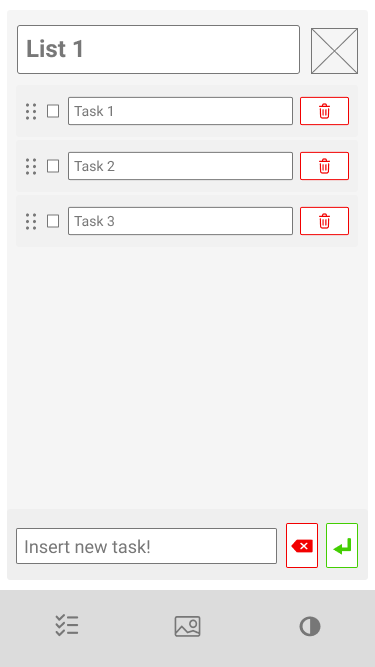 List 1
Task 1
Task 2
Task 3
Insert new task!